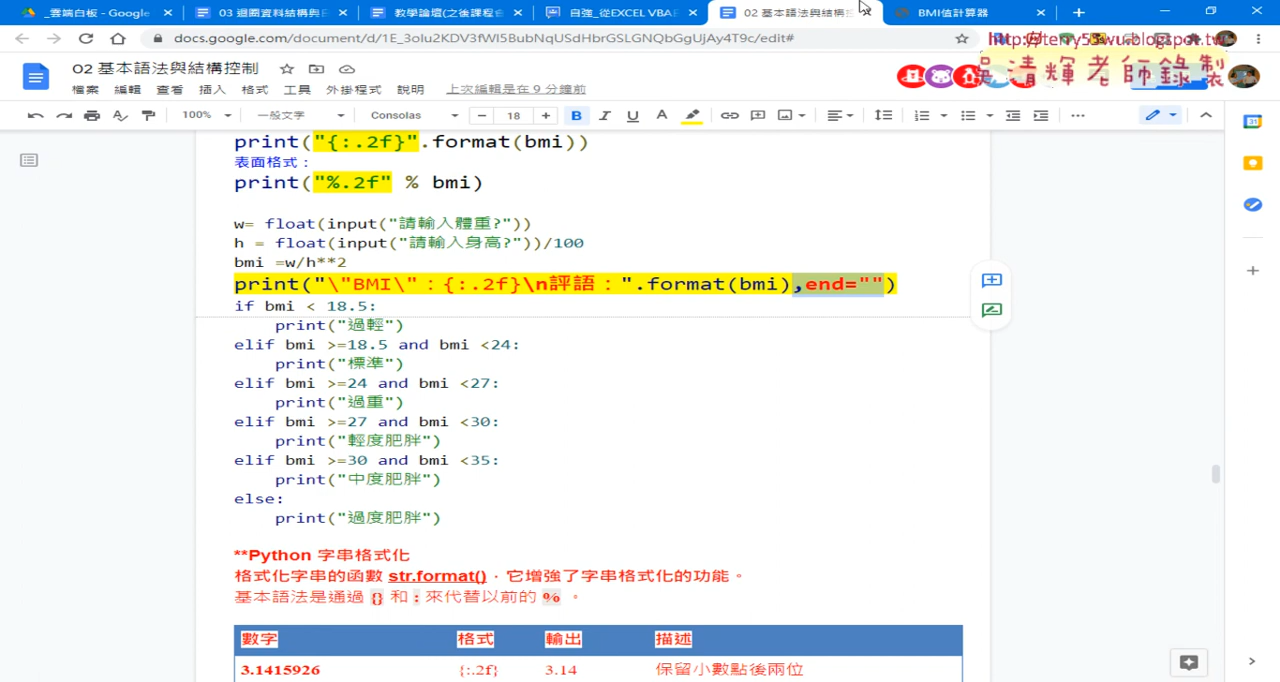 _雲端白板 - Google
03 迴圈資料結構與
教學論壇(之後課程
自強_從EXCEL VBA
02 基本語法與結構控
BMI值計算器
docs.google.com/document/d/1E_3olu2KDV3fWI5BubNqUSdHbrGSLGNQbGgUjAy4T9c/edit#
http://terry55wu.blogspot.tw
吳清輝老師錄製
02 基本語法與結構控制
檔案 編輯 查看 插入 格式 工具 外掛程式 說明 上次編輯是在 9 分鐘前
100% 一般文字 Consolas 18 B I U A
print("{:.2f}".format(bmi))
表面格式：
print("%.2f" % bmi)
w= float(input("請輸入體重?"))
h = float(input("請輸入身高?"))/100
bmi =w/h**2
print("\"BMI\"：{:.2f}\n評語：".format(bmi),end="")
if bmi < 18.5:
print("過輕")
elif bmi >=18.5 and bmi <24:
print("標準")
elif bmi >=24 and bmi <27:
print("過重")
elif bmi >=27 and bmi <30:
print("輕度肥胖")
elif bmi >=30 and bmi <35:
print("中度肥胖")
else:
print("過度肥胖")
**Python 字串格式化
格式化字串的函數 str.format()，它增強了字串格式化的功能。
基本語法是通過 {} 和 : 來代替以前的 % 。
數字 格式 輸出 描述
3.1415926 {:.2f} 3.14 保留小數點後兩位